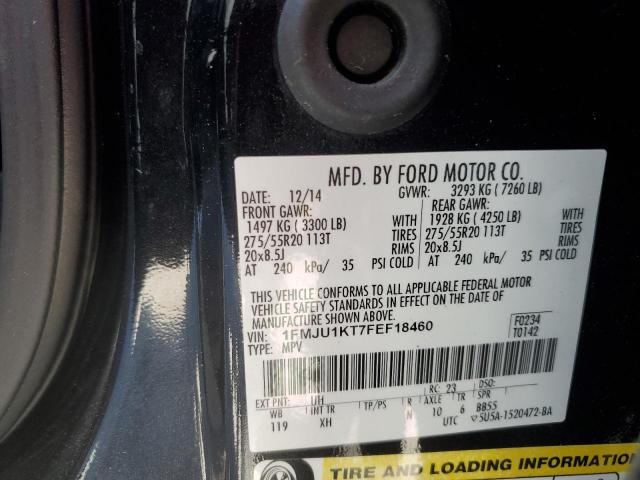 MFD. BY FORD MOTOR CO.
DATE: 12/14 GVWR: 3293 KG ( 7260 LB)
FRONT GAWR: REAR GAWR:
1497 KG ( 3300 LB) WITH 1928 KG ( 4250 LB) WITH
275/55R20 113T TIRES 275/55R20 113T TIRES
20x8.5J RIMS 20x8.5J RIMS
AT 240 kPa/ 35 PSI COLD AT 240 kPa/ 35 PSI COLD
THIS VEHICLE CONFORMS TO ALL APPLICABLE FEDERAL MOTOR
VEHICLE SAFETY STANDARDS IN EFFECT ON THE DATE OF
MANUFACTURE SHOWN ABOVE.
VIN: 1FMJU1KT7FEF18460 F0234
TYPE: MPV T0142
EXT PNT: UH RC: 23 DSO:
WB INT TR TP/PS R AXLE TR SPR
119 XH N 10 6 BB55
UTC 5U5A-1520472-BA
TIRE AND LOADING INFORMATION